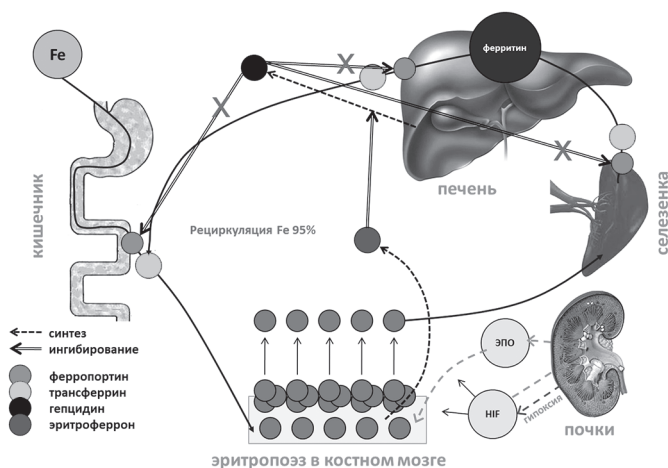 Fe
ферритин
печень
кишечник
селезенка
Рециркуляция Fe 95%
синтез
ингибирование
ферропортин
трансферрин
гепцидин
эритроферрон
ЭПО
HIF
гипоксия
почки
эритропоэз в костном мозге